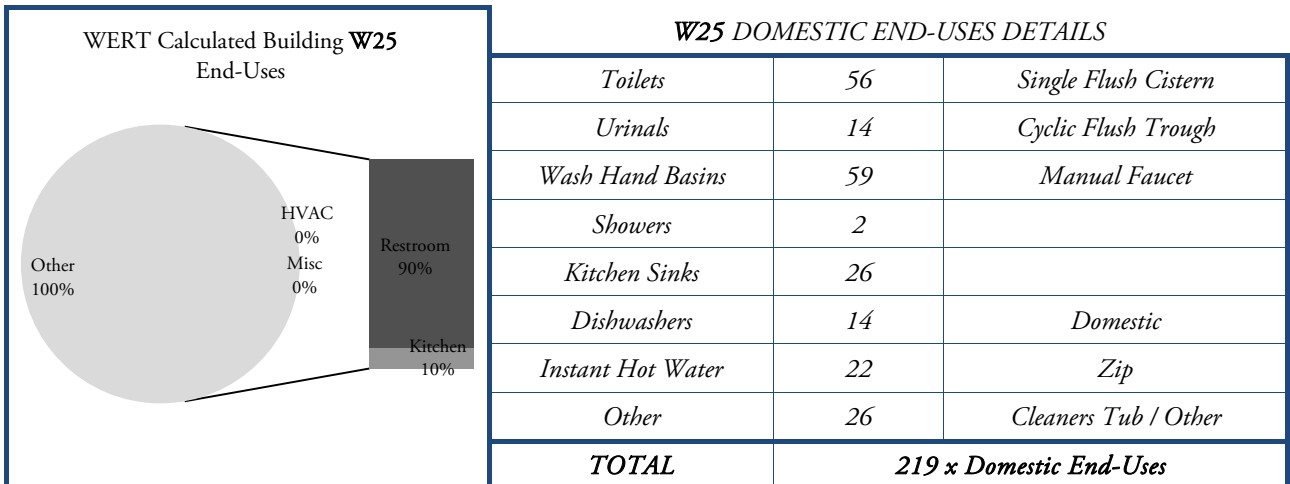 WERT Calculated Building W25
End-Uses
HVAC
0%
Misc
0%
Other
100%
Restroom
90%
Kitchen
10%
W25 DOMESTIC END-USES DETAILS
Toilets 56 Single Flush Cistern
Urinals 14 Cyclic Flush Trough
Wash Hand Basins 59 Manual Faucet
Showers 2
Kitchen Sinks 26
Dishwashers 14 Domestic
Instant Hot Water 22 Zip
Other 26 Cleaners Tub / Other
TOTAL 219 x Domestic End-Uses